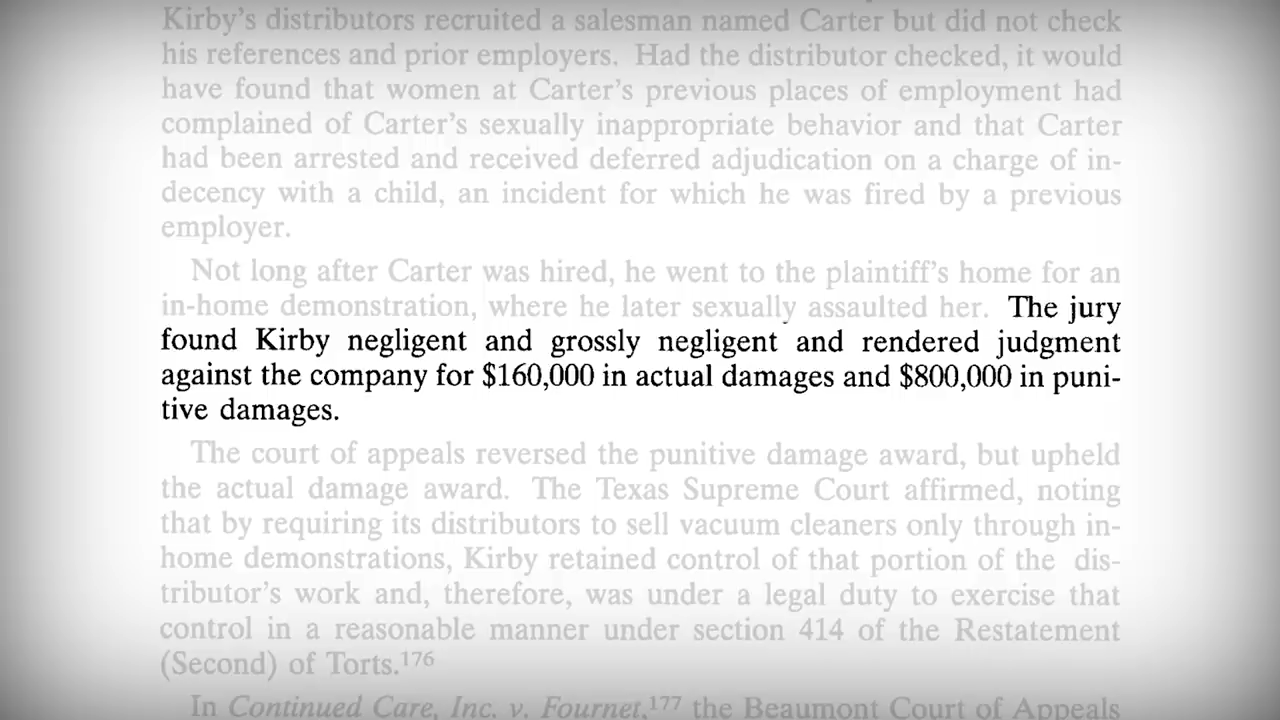 Kirby's distributors recruited a salesman named Carter but did not check
his references and prior employers. Had the distributor checked, it would
have found that women at Carter's previous places of employment had
complained of Carter's sexually inappropriate behavior and that Carter
had been arrested and received deferred adjudication on a charge of in-
decency with a child, an incident for which he was fired by a previous
employer.
Not long after Carter was hired, he went to the plaintiff's home for an
in-home demonstration, where he later sexually assaulted her. The jury
found Kirby negligent and grossly negligent and rendered judgment
against the company for $160,000 in actual damages and $800,000 in puni-
tive damages.
The court of appeals reversed the punitive damage award, but upheld
the actual damage award. The Texas Supreme Court affirmed, noting
that by requiring its distributors to sell vacuum cleaners only through in-
home demonstrations, Kirby retained control of that portion of the dis-
tributor's work and, therefore, was under a legal duty to exercise that
control in a reasonable manner under section 414 of the Restatement
(Second) of Torts.176
In Continued Care, Inc. v. Fournet,177 the Beaumont Court of Appeals